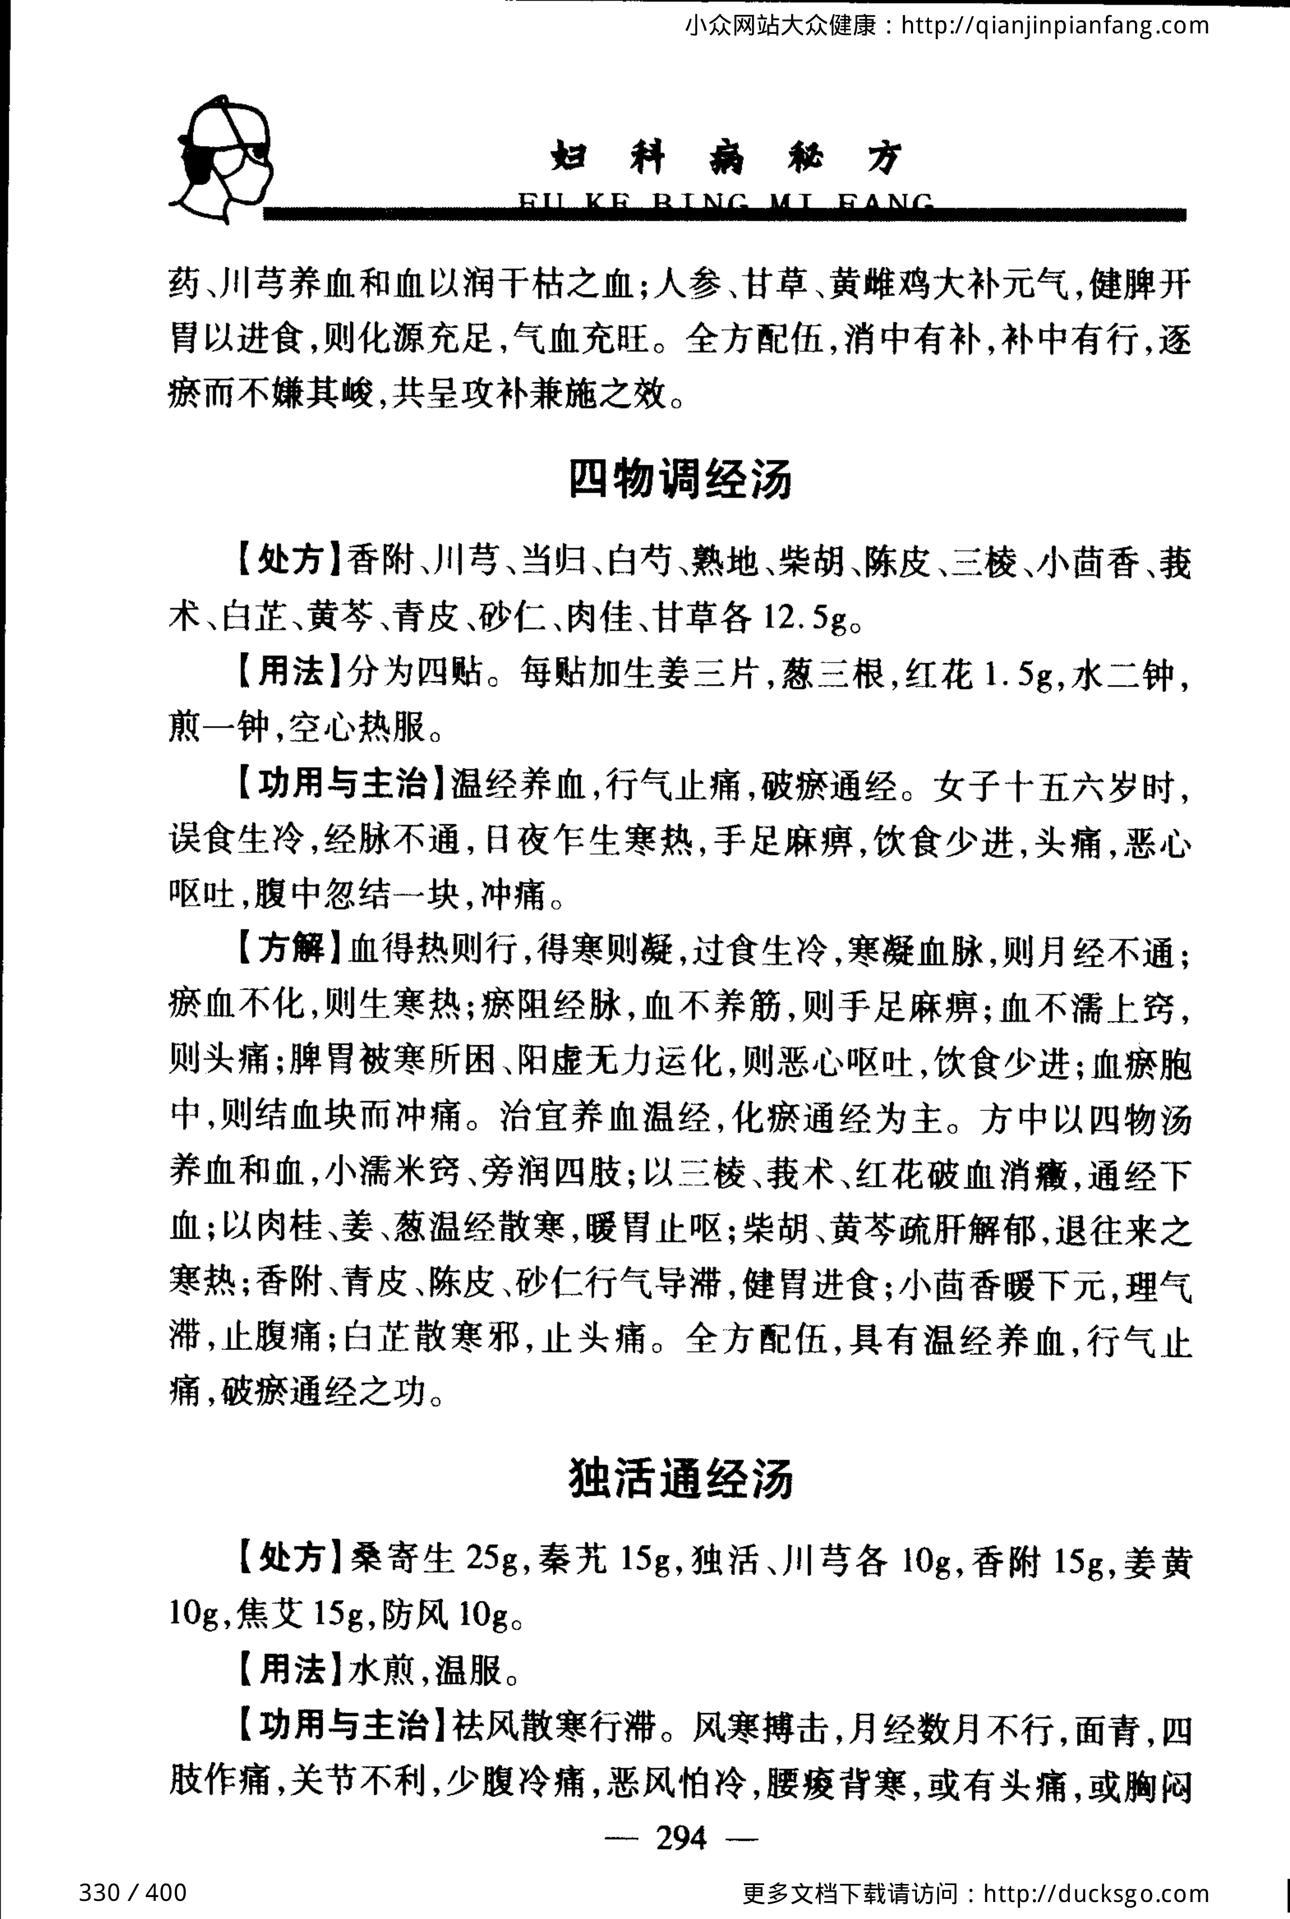 小众网站大众健康：http://qianjinpianfang.com
妇科病秘方
FU KE BING MI FANG
药、川芎养血和血以润干枯之血；人参、甘草、黄雌鸡大补元气，健脾开
胃以进食，则化源充足，气血充旺。全方配伍，消中有补，补中有行，逐
瘀而不嫌其峻，共呈攻补兼施之效。
四物调经汤
【处方】香附、川芎、当归、白芍、熟地、柴胡、陈皮、三棱、小茴香、莪
术、白芷、黄芩、青皮、砂仁、肉佳、甘草各 12.5g。
【用法】分为四贴。每贴加生姜三片，葱三根，红花 1.5g，水二钟，
煎一钟，空心热服。
【功用与主治】温经养血，行气止痛，破瘀通经。女子十五六岁时，
误食生冷，经脉不通，日夜乍生寒热，手足麻痹，饮食少进，头痛，恶心
呕吐，腹中忽结一块，冲痛。
【方解】血得热则行，得寒则凝，过食生冷，寒凝血脉，则月经不通；
瘀血不化，则生寒热；瘀阻经脉，血不养筋，则手足麻痹；血不濡上窍，
则头痛；脾胃被寒所困、阳虚无力运化，则恶心呕吐，饮食少进；血瘀胞
中，则结血块而冲痛。治宜养血温经，化瘀通经为主。方中以四物汤
养血和血，小濡米窍、旁润四肢；以三棱、莪术、红花破血消癥，通经下
血；以肉桂、姜、葱温经散寒，暖胃止呕；柴胡、黄芩疏肝解郁，退往来之
寒热；香附、青皮、陈皮、砂仁行气导滞，健胃进食；小茴香暖下元，理气
滞，止腹痛；白芷散寒邪，止头痛。全方配伍，具有温经养血，行气止
痛，破瘀通经之功。
独活通经汤
【处方】桑寄生 25g，秦艽 15g，独活、川芎各 10g，香附 15g，姜黄
10g，焦艾 15g，防风 10g。
【用法】水煎，温服。
【功用与主治】祛风散寒行滞。风寒搏击，月经数月不行，面青，四
肢作痛，关节不利，少腹冷痛，恶风怕冷，腰痠背寒，或有头痛，或胸闷
— 294 —
330 / 400
更多文档下载请访问：http://ducksgo.com